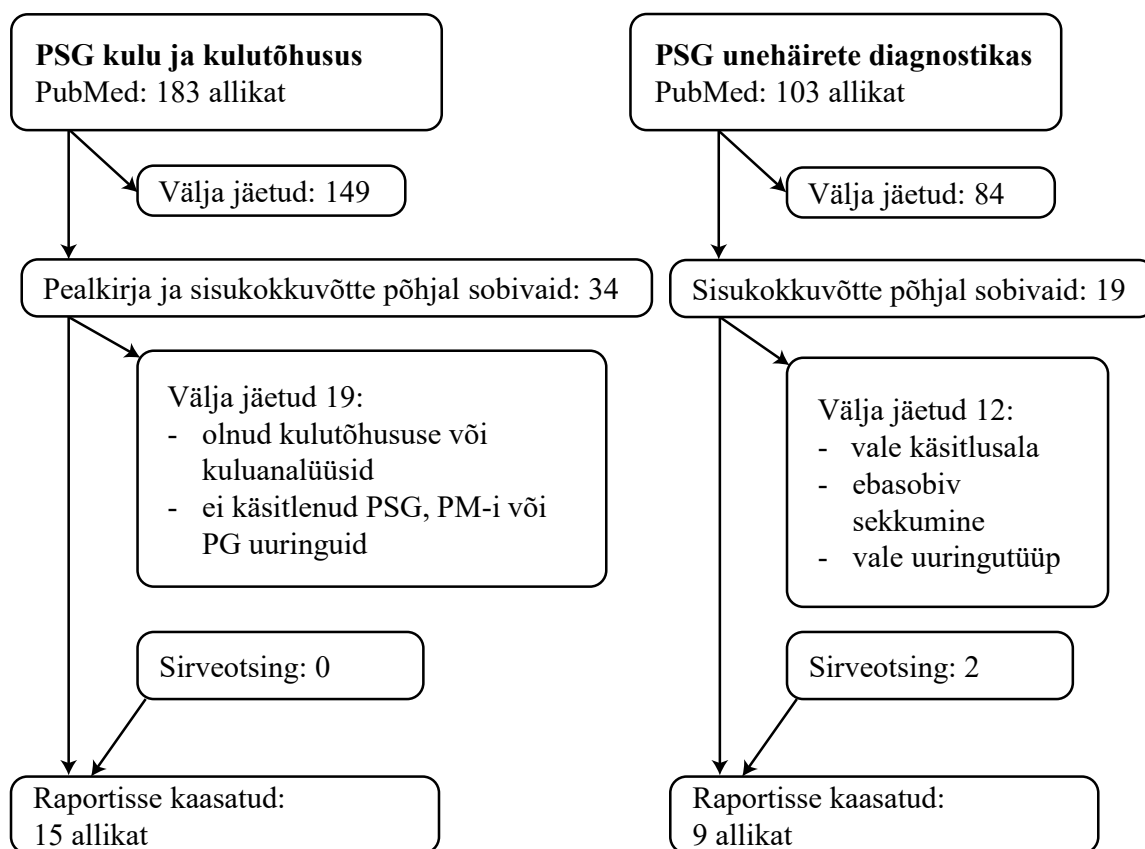 PSG kulu ja kulutõhusus
PubMed: 183 allikat
Välja jäetud: 149
Pealkirja ja sisukokkuvõtte põhjal sobivaid: 34
Välja jäetud 19:
- olnud kulutõhususe või
kuluanalüüsid
- ei käsitlenud PSG, PM-i või
PG uuringuid
Sirveotsing: 0
Raportisse kaasatud:
15 allikat
PSG unehäirete diagnostikas
PubMed: 103 allikat
Välja jäetud: 84
Sisukokkuvõtte põhjal sobivaid: 19
Välja jäetud 12:
- vale käsitlusala
- ebasobiv
sekkumine
- vale uuringutüüp
Sirveotsing: 2
Raportisse kaasatud:
9 allikat